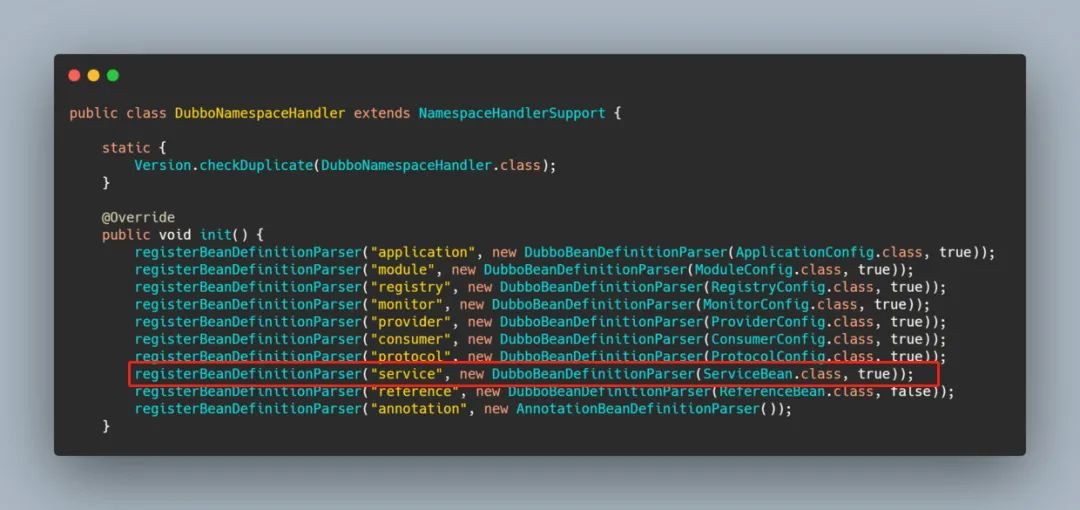 public class DubboNamespaceHandler extends NamespaceHandlerSupport {
static {
Version.checkDuplicate(DubboNamespaceHandler.class);
}
@Override
public void init() {
registerBeanDefinitionParser("application", new DubboBeanDefinitionParser(ApplicationConfig.class, true));
registerBeanDefinitionParser("module", new DubboBeanDefinitionParser(ModuleConfig.class, true));
registerBeanDefinitionParser("registry", new DubboBeanDefinitionParser(RegistryConfig.class, true));
registerBeanDefinitionParser("monitor", new DubboBeanDefinitionParser(MonitorConfig.class, true));
registerBeanDefinitionParser("provider", new DubboBeanDefinitionParser(ProviderConfig.class, true));
registerBeanDefinitionParser("consumer", new DubboBeanDefinitionParser(ConsumerConfig.class, true));
registerBeanDefinitionParser("protocol", new DubboBeanDefinitionParser(ProtocolConfig.class, true));
registerBeanDefinitionParser("service", new DubboBeanDefinitionParser(ServiceBean.class, true));
registerBeanDefinitionParser("reference", new DubboBeanDefinitionParser(ReferenceBean.class, false));
registerBeanDefinitionParser("annotation", new AnnotationBeanDefinitionParser());
}